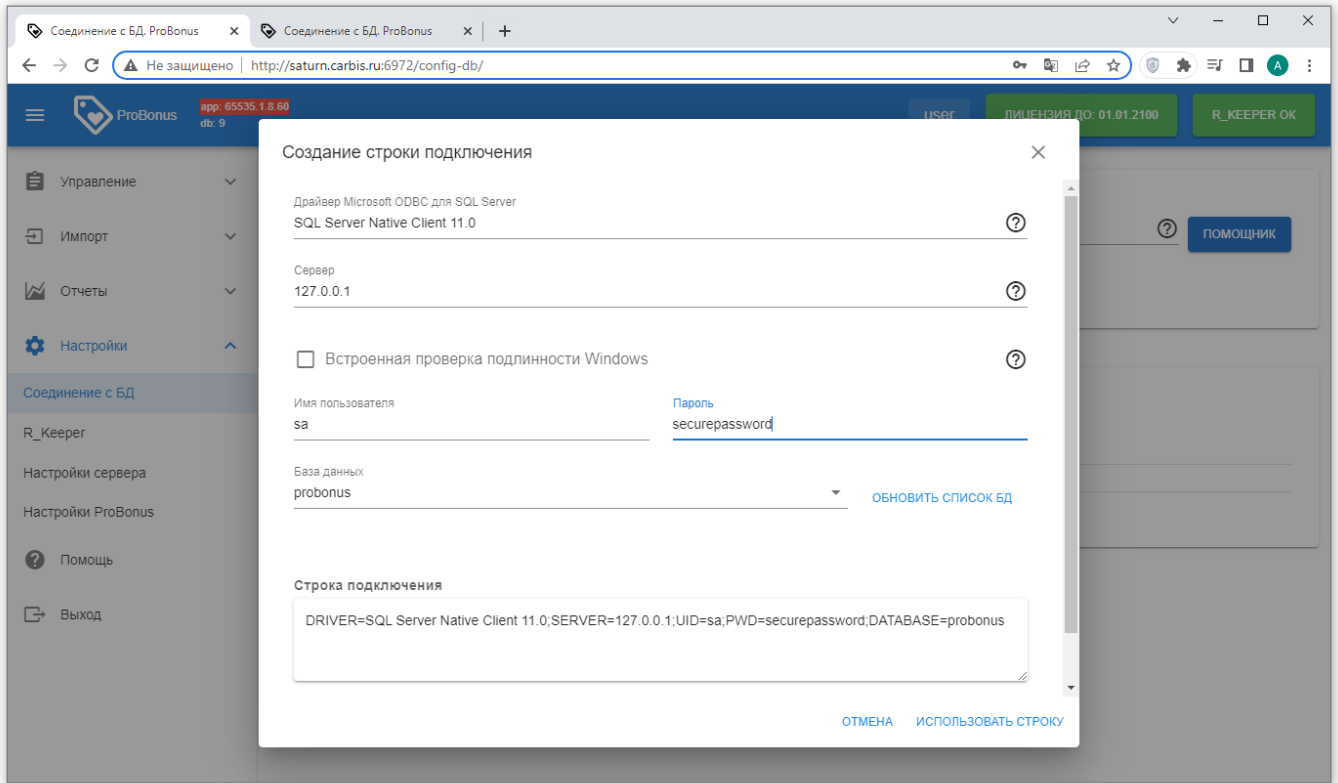 Соединение с БД. ProBonus
Соединение с БД. ProBonus
Не защищено
http://saturn.carbis.ru:6972/config-db/
A
ProBonus
app: 65535.1.8.60
db: 9
user
ЛИЦЕНЗИЯ ДО: 01.01.2100
R_KEEPER OK
Управление
Импорт
Отчеты
Настройки
Соединение с БД
R_Keeper
Настройки сервера
Настройки ProBonus
Помощь
Выход
ПОМОЩНИК
Создание строки подключения
Драйвер Microsoft ODBC для SQL Server
SQL Server Native Client 11.0
Сервер
127.0.0.1
Встроенная проверка подлинности Windows
Имя пользователя
sa
Пароль
securepassword
База данных
probonus
ОБНОВИТЬ СПИСОК БД
Строка подключения
DRIVER=SQL Server Native Client 11.0;SERVER=127.0.0.1;UID=sa;PWD=securepassword;DATABASE=probonus
ОТМЕНА
ИСПОЛЬЗОВАТЬ СТРОКУ